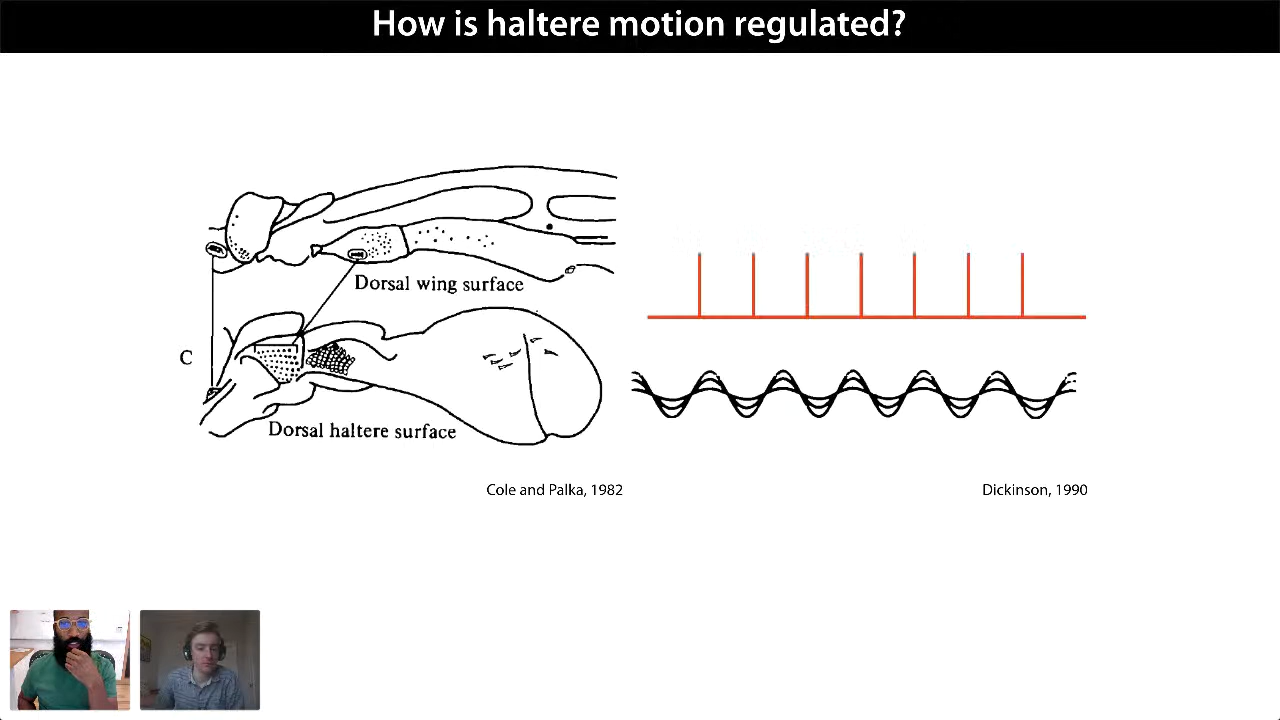 How is haltere motion regulated?
Dorsal wing surface
C
Dorsal haltere surface
Cole and Palka, 1982
Dickinson, 1990